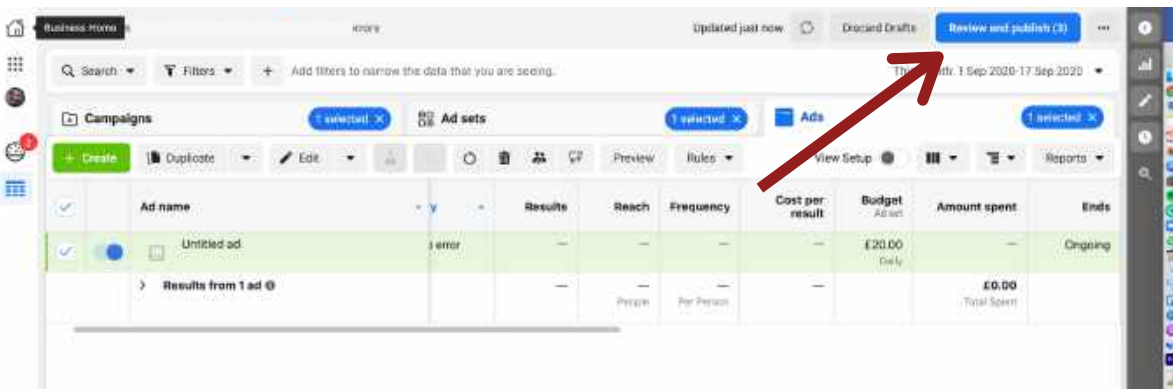 Business Home
Updated just now
Discard Drafts
Review and publish (3)
Search
Filters
Add filters to narrow the data that you are seeing.
1 Sep 2020-17 Sep 2020
Campaigns
1 selected
Ad sets
1 selected
Ads
1 selected
Create
Duplicate
Edit
Preview
Rules
View Setup
Reports
Ad name
y
Results
Reach
Frequency
Cost per result
Budget
Ad set
Amount spent
Ends
Untitled ad
error
—
—
—
—
£20.00
Daily
—
Ongoing
Results from 1 ad
—
—
People
—
Per Person
—
£0.00
Total Spent